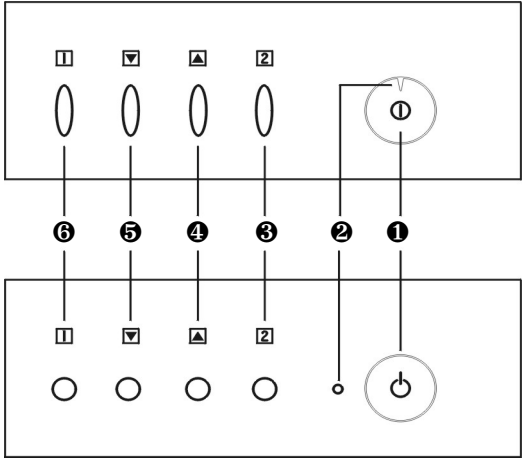 1 ▼ ▲ 2
❻ ❺ ❹ ❸ ❷ ❶
1 ▼ ▲ 2